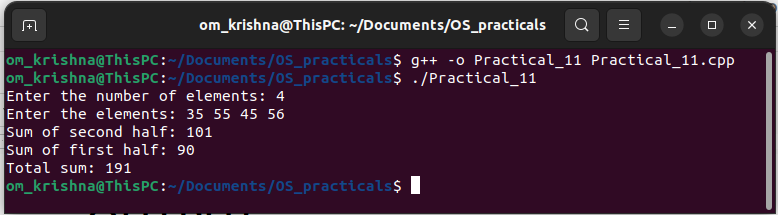 om_krishna@ThisPC: ~/Documents/OS_practicals
om_krishna@ThisPC:~/Documents/OS_practicals$ g++ -o Practical_11 Practical_11.cpp
om_krishna@ThisPC:~/Documents/OS_practicals$ ./Practical_11
Enter the number of elements: 4
Enter the elements: 35 55 45 56
Sum of second half: 101
Sum of first half: 90
Total sum: 191
om_krishna@ThisPC:~/Documents/OS_practicals$